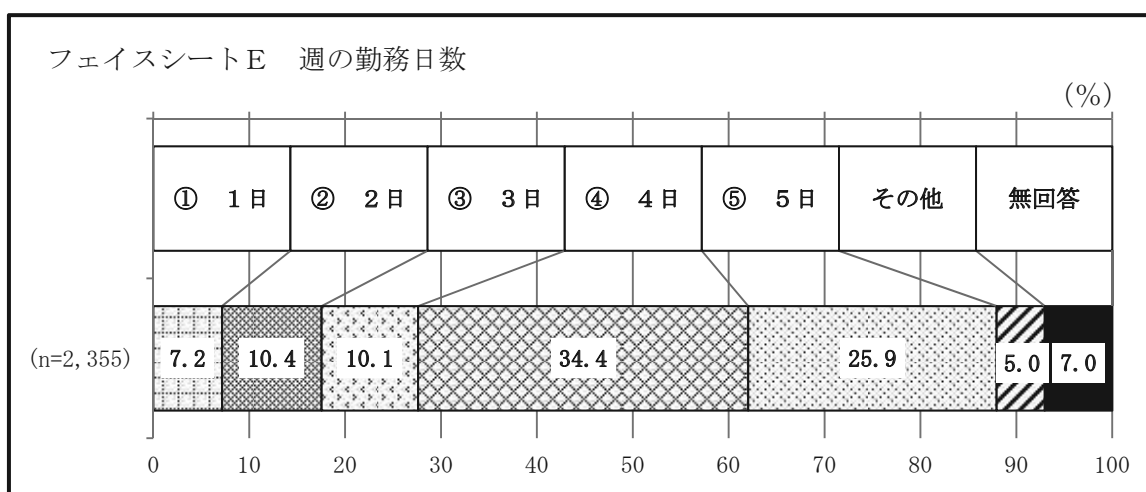 フェイスシートE　週の勤務日数
(%)
①　1日　②　2日　③　3日　④　4日　⑤　5日　その他　無回答
(n=2,355)　7.2　10.4　10.1　34.4　25.9　5.0　7.0
0　10　20　30　40　50　60　70　80　90　100